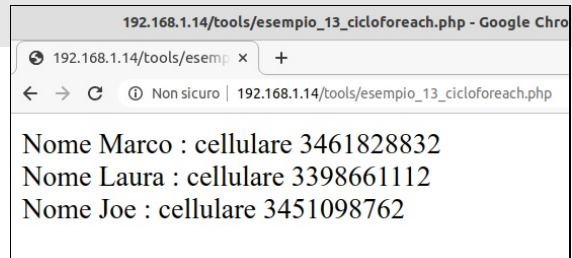 192.168.1.14/tools/esempio_13_cicloforeach.php - Google Chro
192.168.1.14/tools/esemp × +
Non sicuro | 192.168.1.14/tools/esempio_13_cicloforeach.php
Nome Marco : cellulare 3461828832
Nome Laura : cellulare 3398661112
Nome Joe : cellulare 3451098762